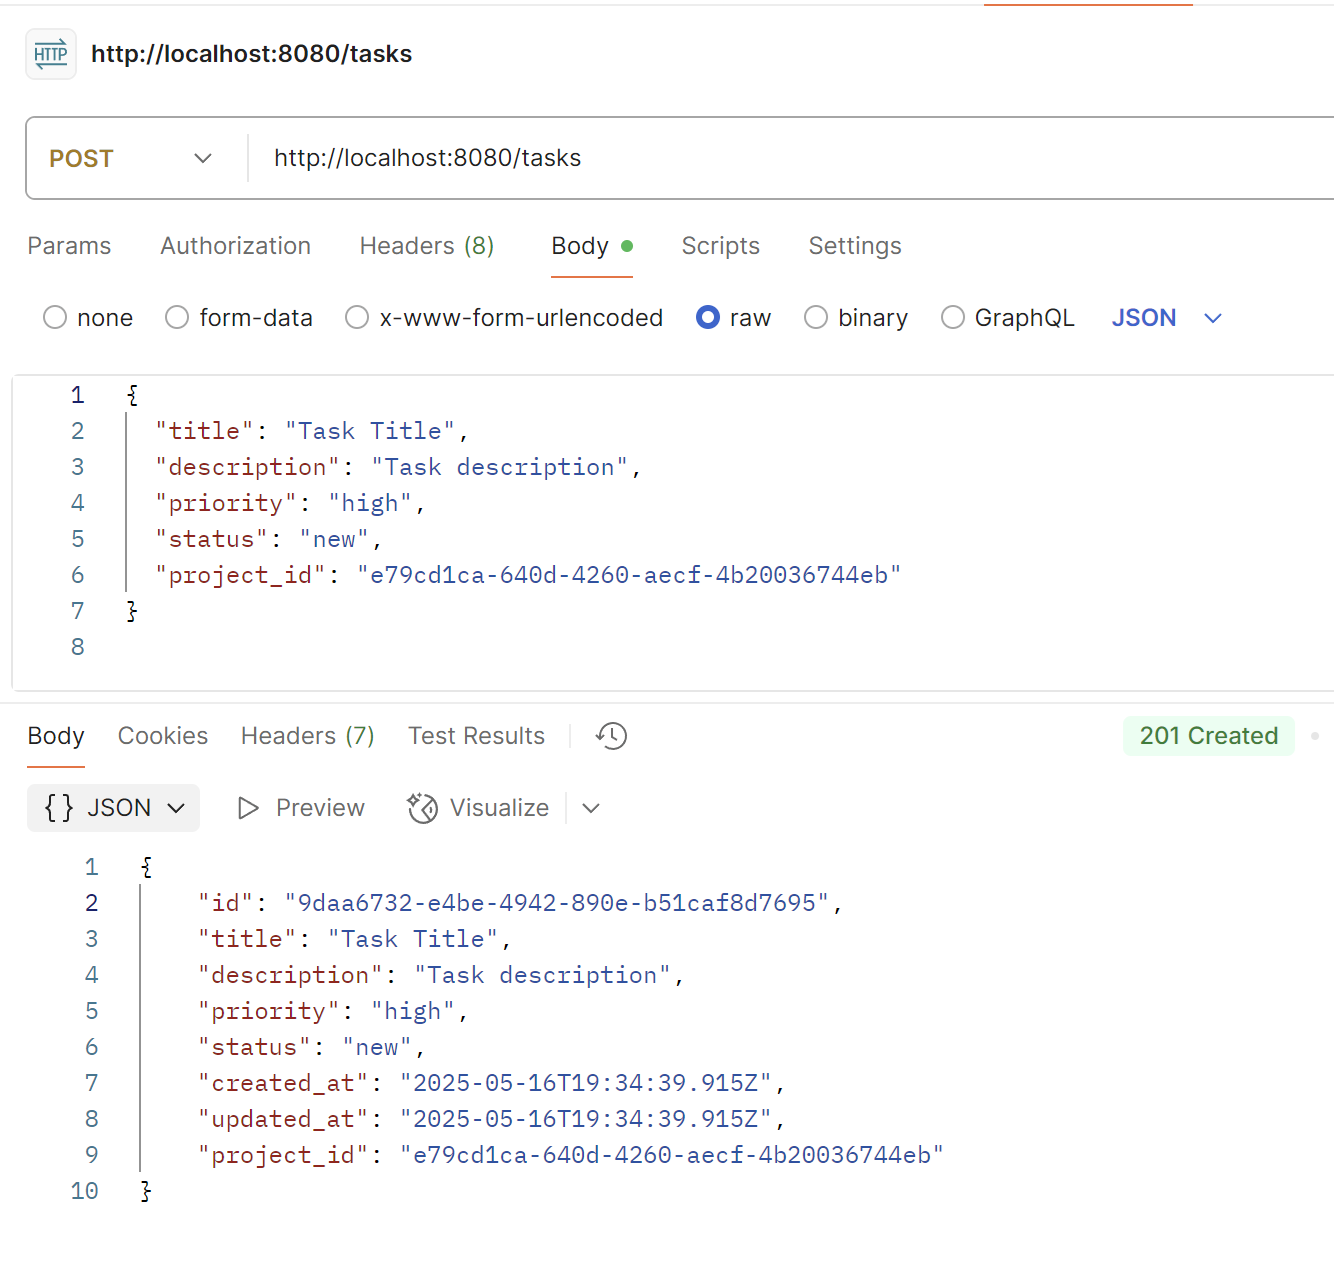 HTTP http://localhost:8080/tasks
POST http://localhost:8080/tasks
Params Authorization Headers (8) Body Scripts Settings
none form-data x-www-form-urlencoded raw binary GraphQL JSON
1 {
2 "title": "Task Title",
3 "description": "Task description",
4 "priority": "high",
5 "status": "new",
6 "project_id": "e79cd1ca-640d-4260-aecf-4b20036744eb"
7 }
8
Body Cookies Headers (7) Test Results 201 Created
{} JSON Preview Visualize
1 {
2 "id": "9daa6732-e4be-4942-890e-b51caf8d7695",
3 "title": "Task Title",
4 "description": "Task description",
5 "priority": "high",
6 "status": "new",
7 "created_at": "2025-05-16T19:34:39.915Z",
8 "updated_at": "2025-05-16T19:34:39.915Z",
9 "project_id": "e79cd1ca-640d-4260-aecf-4b20036744eb"
10 }